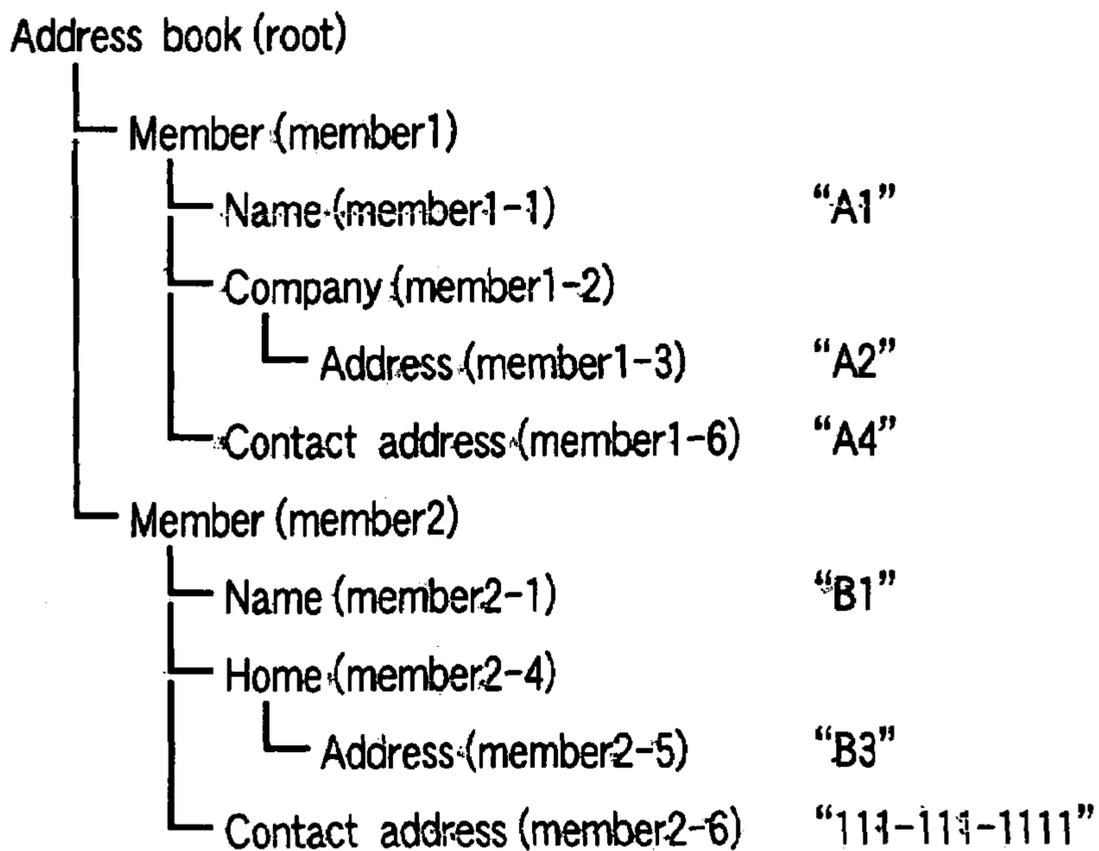 Address book (root)
Member (member1)
Name (member1-1) “A1”
Company (member1-2)
Address (member1-3) “A2”
Contact address (member1-6) “A4”
Member (member2)
Name (member2-1) “B1”
Home (member2-4)
Address (member2-5) “B3”
Contact address (member2-6) “111-111-1111”